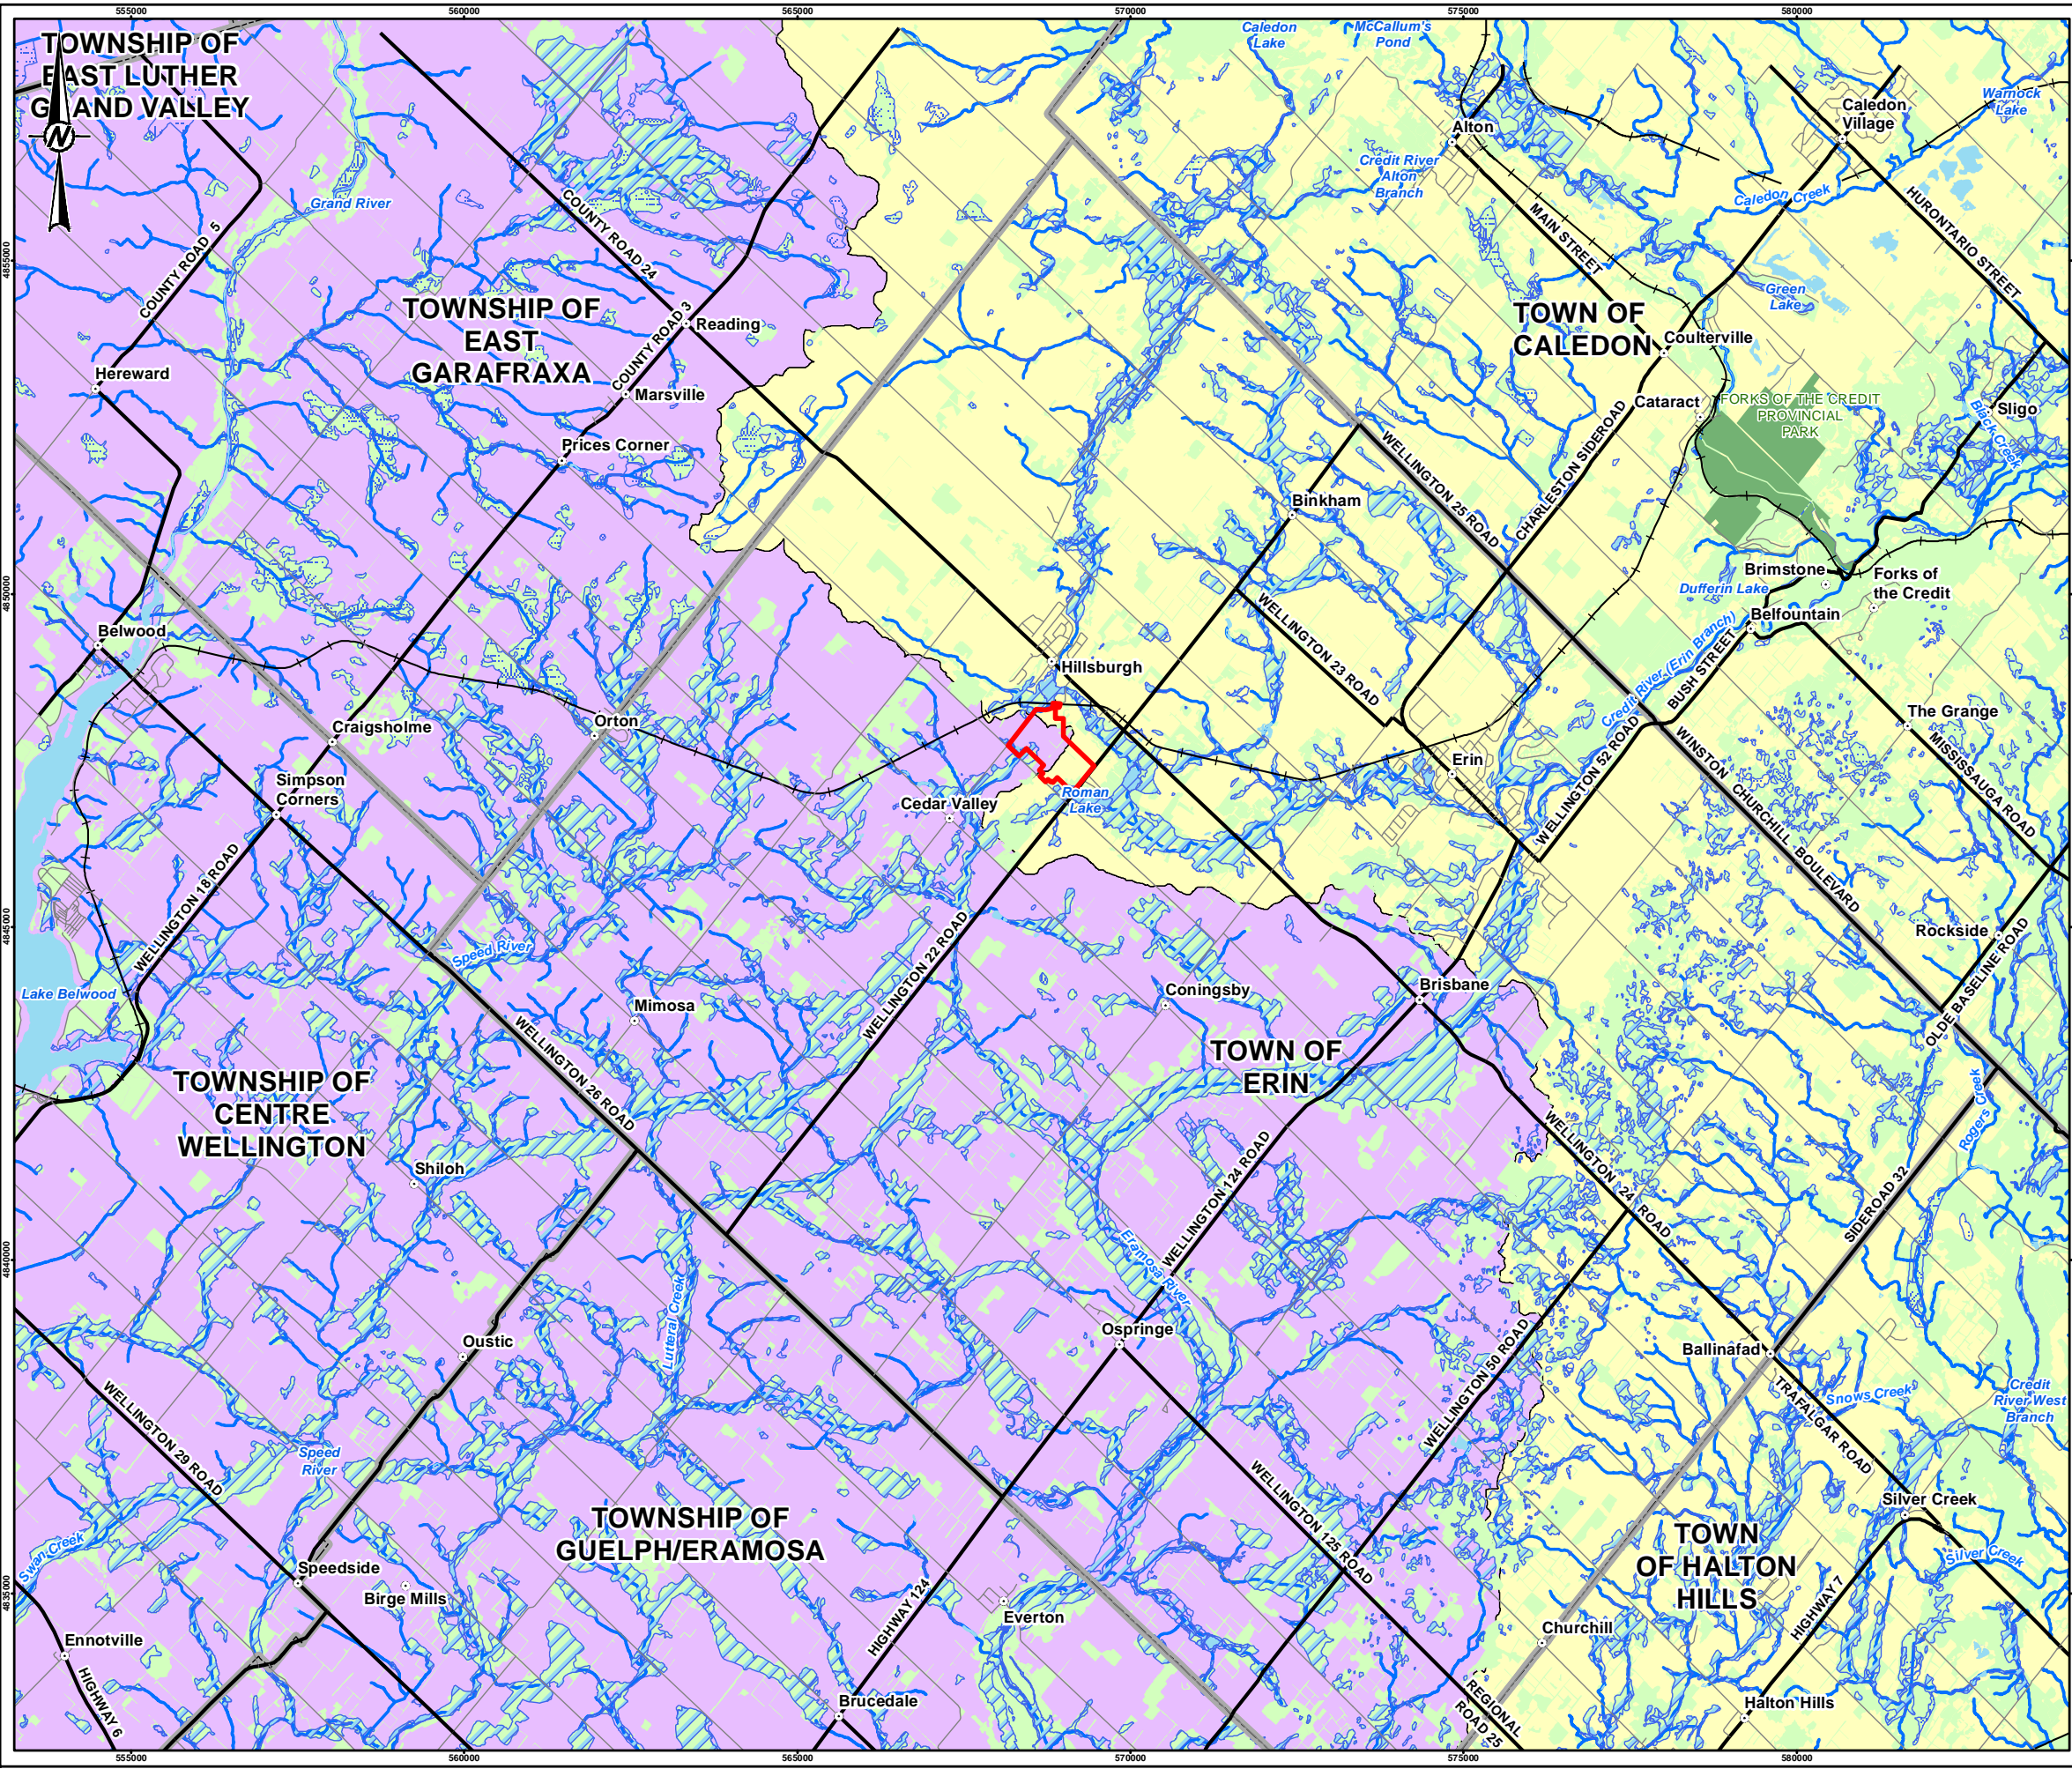 555000
560000
565000
570000
575000
580000
TOWNSHIP OF
EAST LUTHER
GRAND VALLEY
N
Caledon
Lake
McCallum's
Pond
Warnock
Lake
Caledon
Village
Alton
Credit River
Alton
Branch
Caledon Creek
HURONTARIO STREET
MAIN STREET
Grand River
COUNTY ROAD 5
COUNTY ROAD 24
4855000
Green
Lake
TOWNSHIP OF
EAST
GARAFRAXA
COUNTY ROAD 3
Reading
TOWN OF
CALEDON
Coulterville
Hereward
Marsville
Cataract
FORKS OF THE CREDIT
PROVINCIAL
PARK
Sligo
Black Creek
Prices Corner
WELLINGTON 25 ROAD
CHARLESTON SIDEROAD
Binkham
4850000
Brimstone
Forks of
the Credit
Dufferin Lake
Belfountain
WELLINGTON 23 ROAD
Belwood
Credit River (Erin Branch)
BUSH STREET
Hillsburgh
Craigsholme
Orton
The Grange
Erin
WELLINGTON 52 ROAD
WINSTON CHURCHILL BOULEVARD
MISSISSAUGA ROAD
Simpson
Corners
Cedar Valley
Roman
Lake
WELLINGTON 18 ROAD
4845000
Speed River
WELLINGTON 22 ROAD
Rockside
OLDE BASELINE ROAD
Lake Belwood
Mimosa
Coningsby
Brisbane
WELLINGTON 26 ROAD
TOWN OF
ERIN
TOWNSHIP OF
CENTRE
WELLINGTON
Rogers Creek
WELLINGTON 24 ROAD
Shiloh
WELLINGTON 124 ROAD
SIDEROAD 32
4840000
Eramosa River
Lutteral Creek
Oustic
Ospringe
Ballinafad
WELLINGTON 50 ROAD
WELLINGTON 29 ROAD
TRAFALGAR ROAD
Snows Creek
Credit
River West
Branch
Speed
River
WELLINGTON 125 ROAD
Silver Creek
TOWNSHIP OF
GUELPH/ERAMOSA
TOWN
OF HALTON
HILLS
Swan Creek
Silver Creek
4835000
Speedside
Birge Mills
HIGHWAY 124
Everton
HIGHWAY 7
Churchill
Ennotville
HIGHWAY 6
Brucedale
REGIONAL
ROAD 25
Halton Hills
555000
560000
565000
570000
575000
580000